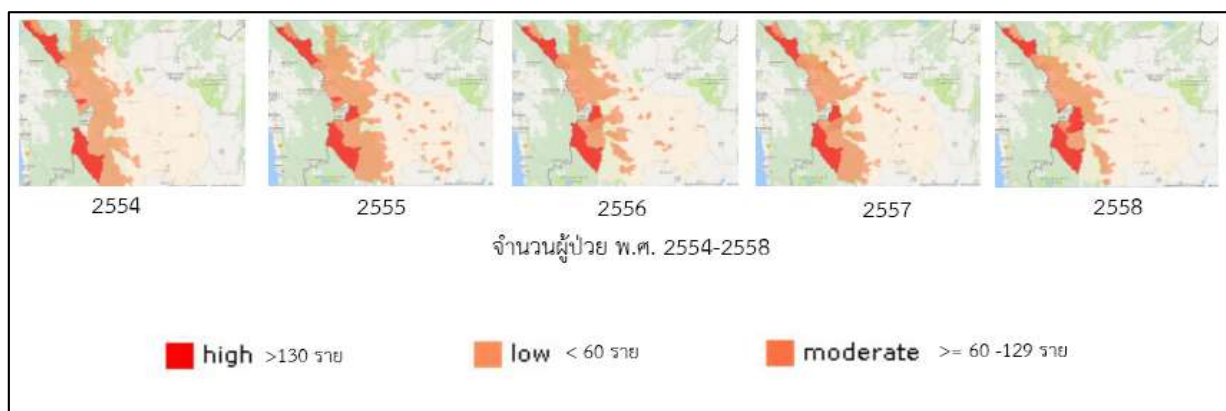 2554 2555 2556 2557 2558
จำนวนผู้ป่วย พ.ศ. 2554-2558
high >130 ราย low < 60 ราย moderate >= 60 -129 ราย